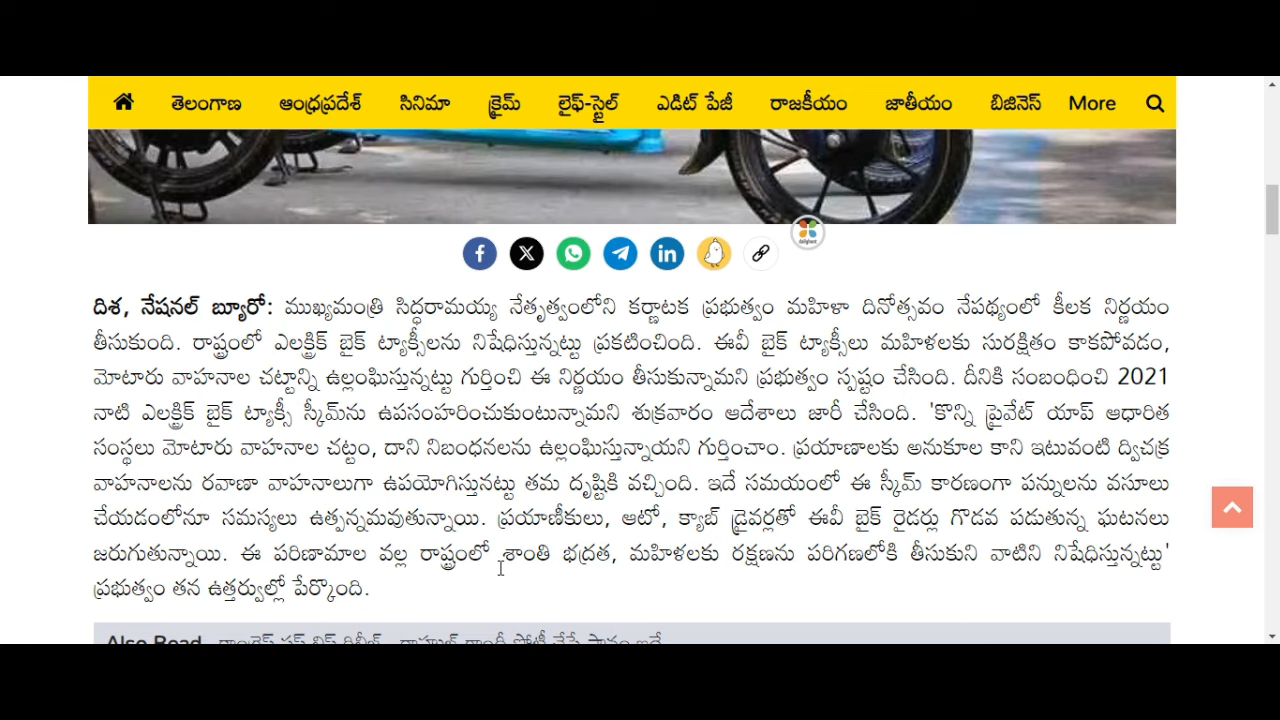 తెలంగాణ ఆంధ్రప్రదేశ్ సినిమా క్రైమ్ లైఫ్-స్టైల్ ఎడిట్ పేజీ రాజకీయం జాతీయం బిజినెస్ More
దిశ, నేషనల్ బ్యూరో: ముఖ్యమంత్రి సిద్ధరామయ్య నేతృత్వంలోని కర్ణాటక ప్రభుత్వం మహిళా దినోత్సవం నేపథ్యంలో కీలక నిర్ణయం
తీసుకుంది. రాష్ట్రంలో ఎలక్ట్రిక్ బైక్ ట్యాక్సీలను నిషేధిస్తున్నట్టు ప్రకటించింది. ఈవీ బైక్ ట్యాక్సీలు మహిళలకు సురక్షితం కాకపోవడం,
మోటారు వాహనాల చట్టాన్ని ఉల్లంఘిస్తున్నట్టు గుర్తించి ఈ నిర్ణయం తీసుకున్నామని ప్రభుత్వం స్పష్టం చేసింది. దీనికి సంబంధించి 2021
నాటి ఎలక్ట్రిక్ బైక్ ట్యాక్సీ స్కీమ్‌ను ఉపసంహరించుకుంటున్నామని శుక్రవారం ఆదేశాలు జారీ చేసింది. 'కొన్ని ప్రైవేట్ యాప్ ఆధారిత
సంస్థలు మోటారు వాహనాల చట్టం, దాని నిబంధనలను ఉల్లంఘిస్తున్నాయని గుర్తించాం. ప్రయాణాలకు అనుకూల కాని ఇటువంటి ద్విచక్ర
వాహనాలను రవాణా వాహనాలుగా ఉపయోగిస్తునట్టు తమ దృష్టికి వచ్చింది. ఇదే సమయంలో ఈ స్కీమ్ కారణంగా పన్నులను వసూలు
చేయడంలోనూ సమస్యలు ఉత్పన్నమవుతున్నాయి. ప్రయాణీకులు, ఆటో, క్యాబ్ డ్రైవర్లతో ఈవీ బైక్ రైడర్లు గొడవ పడుతున్న ఘటనలు
జరుగుతున్నాయి. ఈ పరిణామాల వల్ల రాష్ట్రంలో శాంతి భద్రత, మహిళలకు రక్షణను పరిగణలోకి తీసుకుని వాటిని నిషేధిస్తున్నట్టు'
ప్రభుత్వం తన ఉత్తర్వుల్లో పేర్కొంది.
Also Read